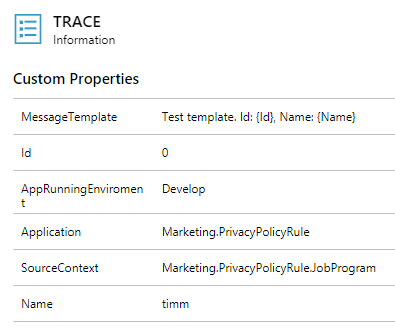 TRACE
Information
Custom Properties
MessageTemplate Test template. Id: {Id}, Name: {Name}
Id 0
AppRunningEnviromen Develop
t
Application Marketing.PrivacyPolicyRule
SourceContext Marketing.PrivacyPolicyRule.JobProgram
Name timm